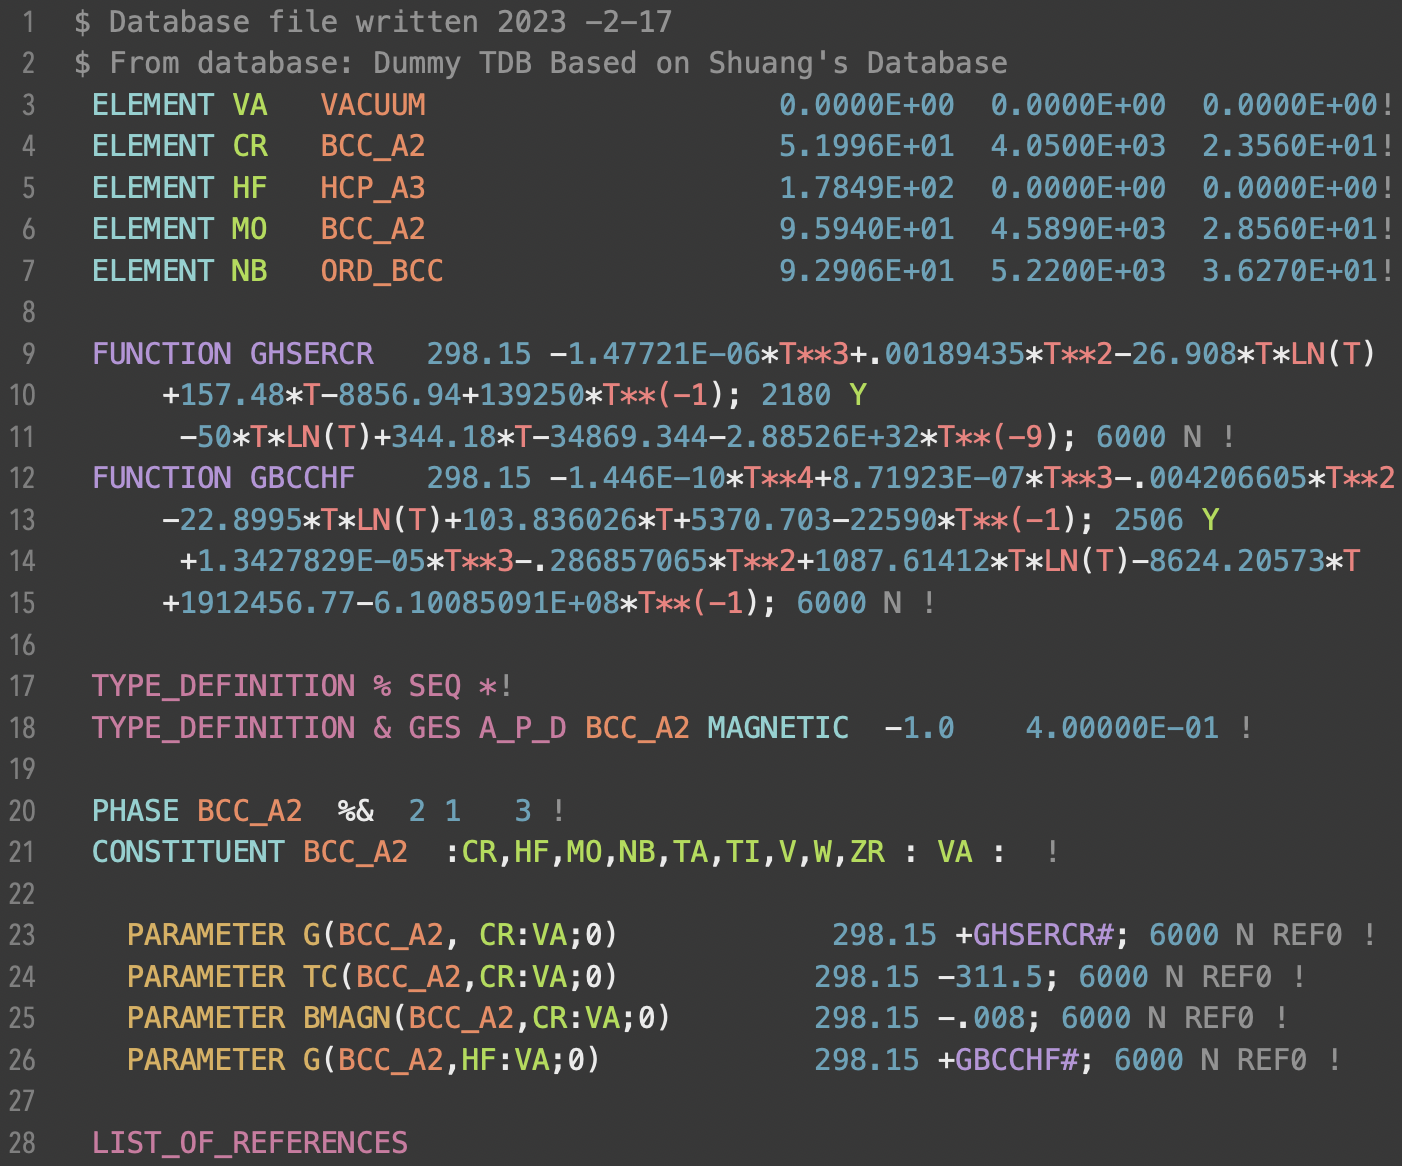 1 $ Database file written 2023 -2-17
2 $ From database: Dummy TDB Based on Shuang's Database
3 ELEMENT VA VACUUM 0.0000E+00 0.0000E+00 0.0000E+00!
4 ELEMENT CR BCC_A2 5.1996E+01 4.0500E+03 2.3560E+01!
5 ELEMENT HF HCP_A3 1.7849E+02 0.0000E+00 0.0000E+00!
6 ELEMENT MO BCC_A2 9.5940E+01 4.5890E+03 2.8560E+01!
7 ELEMENT NB ORD_BCC 9.2906E+01 5.2200E+03 3.6270E+01!
8
9 FUNCTION GHSERCR 298.15 -1.47721E-06*T**3+.00189435*T**2-26.908*T*LN(T)
10 +157.48*T-8856.94+139250*T**(-1); 2180 Y
11 -50*T*LN(T)+344.18*T-34869.344-2.88526E+32*T**(-9); 6000 N !
12 FUNCTION GBCCHF 298.15 -1.446E-10*T**4+8.71923E-07*T**3-.004206605*T**2
13 -22.8995*T*LN(T)+103.836026*T+5370.703-22590*T**(-1); 2506 Y
14 +1.3427829E-05*T**3-.286857065*T**2+1087.61412*T*LN(T)-8624.20573*T
15 +1912456.77-6.10085091E+08*T**(-1); 6000 N !
16
17 TYPE_DEFINITION % SEQ *!
18 TYPE_DEFINITION & GES A_P_D BCC_A2 MAGNETIC -1.0 4.00000E-01 !
19
20 PHASE BCC_A2 %& 2 1 3 !
21 CONSTITUENT BCC_A2 :CR,HF,MO,NB,TA,TI,V,W,ZR : VA : !
22
23 PARAMETER G(BCC_A2, CR:VA;0) 298.15 +GHSERCR#; 6000 N REF0 !
24 PARAMETER TC(BCC_A2,CR:VA;0) 298.15 -311.5; 6000 N REF0 !
25 PARAMETER BMAGN(BCC_A2,CR:VA;0) 298.15 -.008; 6000 N REF0 !
26 PARAMETER G(BCC_A2,HF:VA;0) 298.15 +GBCCHF#; 6000 N REF0 !
27
28 LIST_OF_REFERENCES